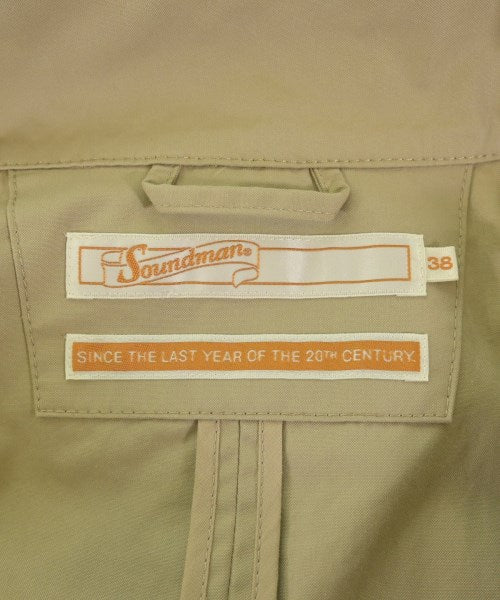 Soundman®
38
SINCE THE LAST YEAR OF THE 20TH CENTURY.